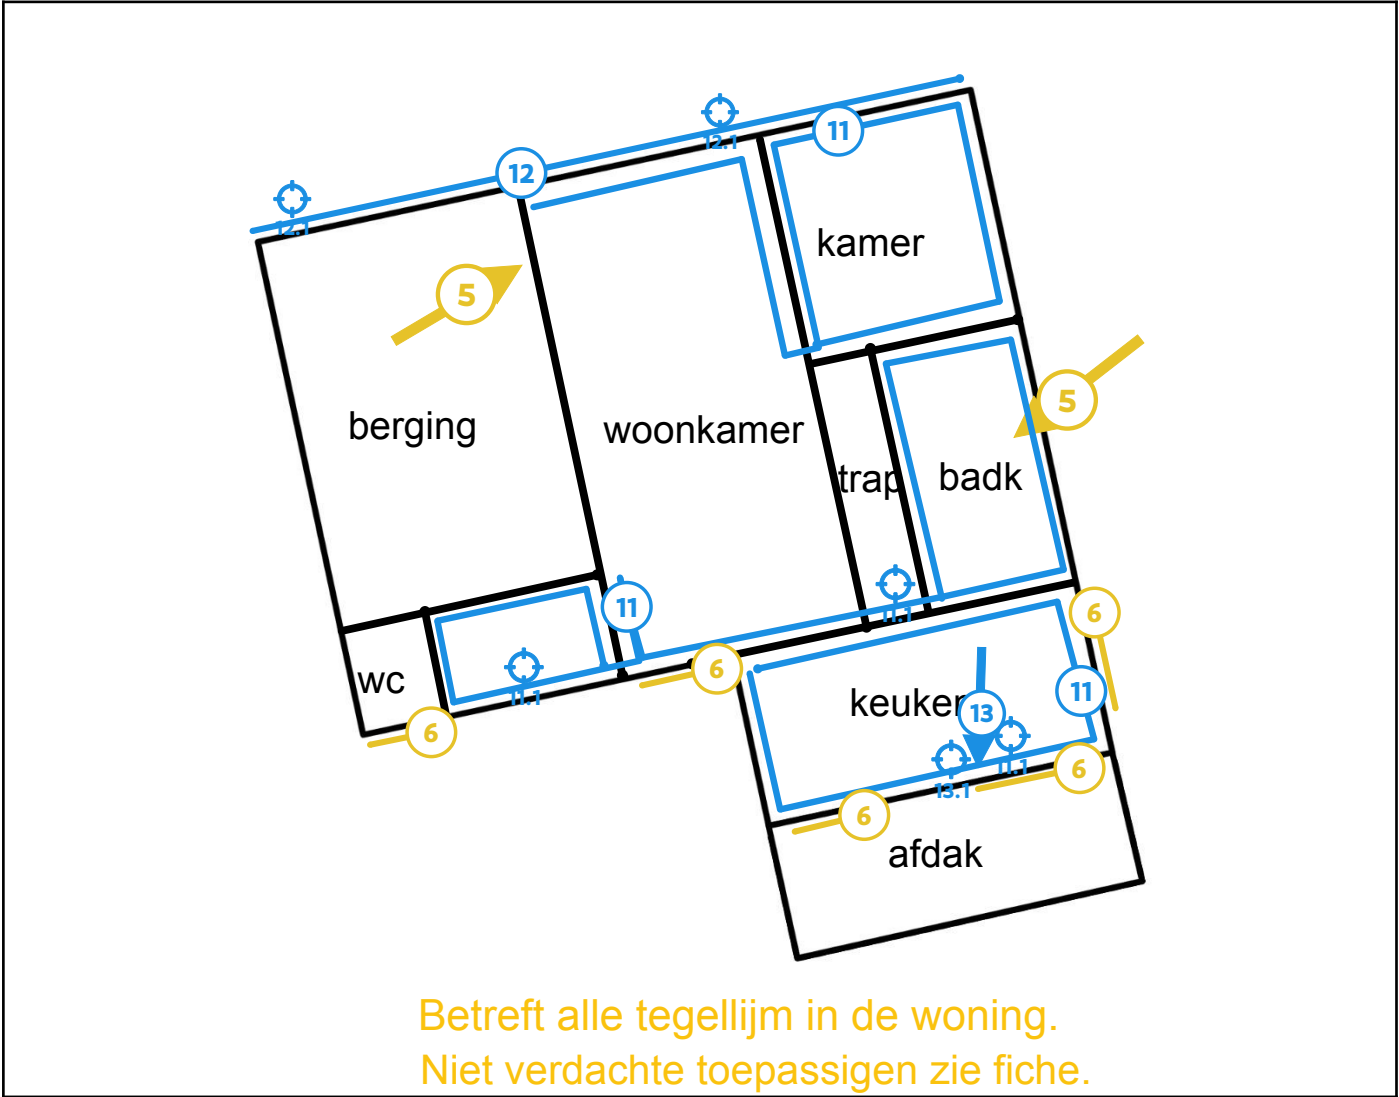 12.1
11
12
12.1
kamer
5
5
berging
woonkamer
trap
badk
11
11.1
6
wc
11.1
6
keuken
11
13
6
11.1
13.1
6
6
afdak
Betreft alle tegellijm in de woning.
Niet verdachte toepassigen zie fiche.